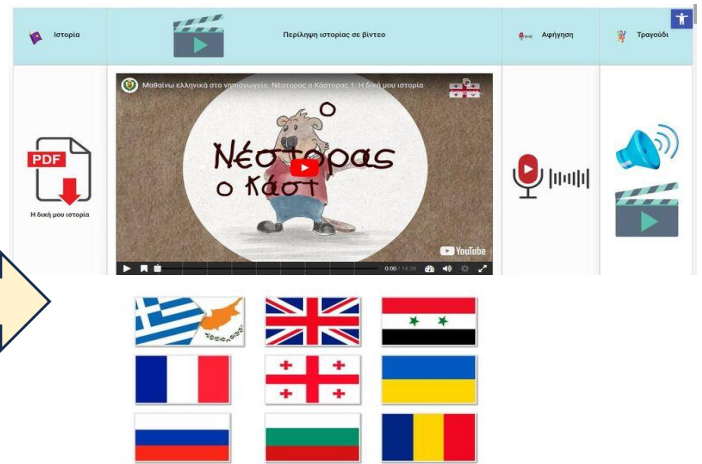 Ιστορία
Περίληψη ιστορίας σε βίντεο
Αφήγηση
Τραγούδι
Μαθαίνω ελληνικά στο νηπιαγωγείο. Νέστορας ο Κάστορας 1: Η δική μου ιστορία
ο
Νέστορας
ο Κάστ
PDF
Η δική μου ιστορία
YouTube
0:00 / 14:26